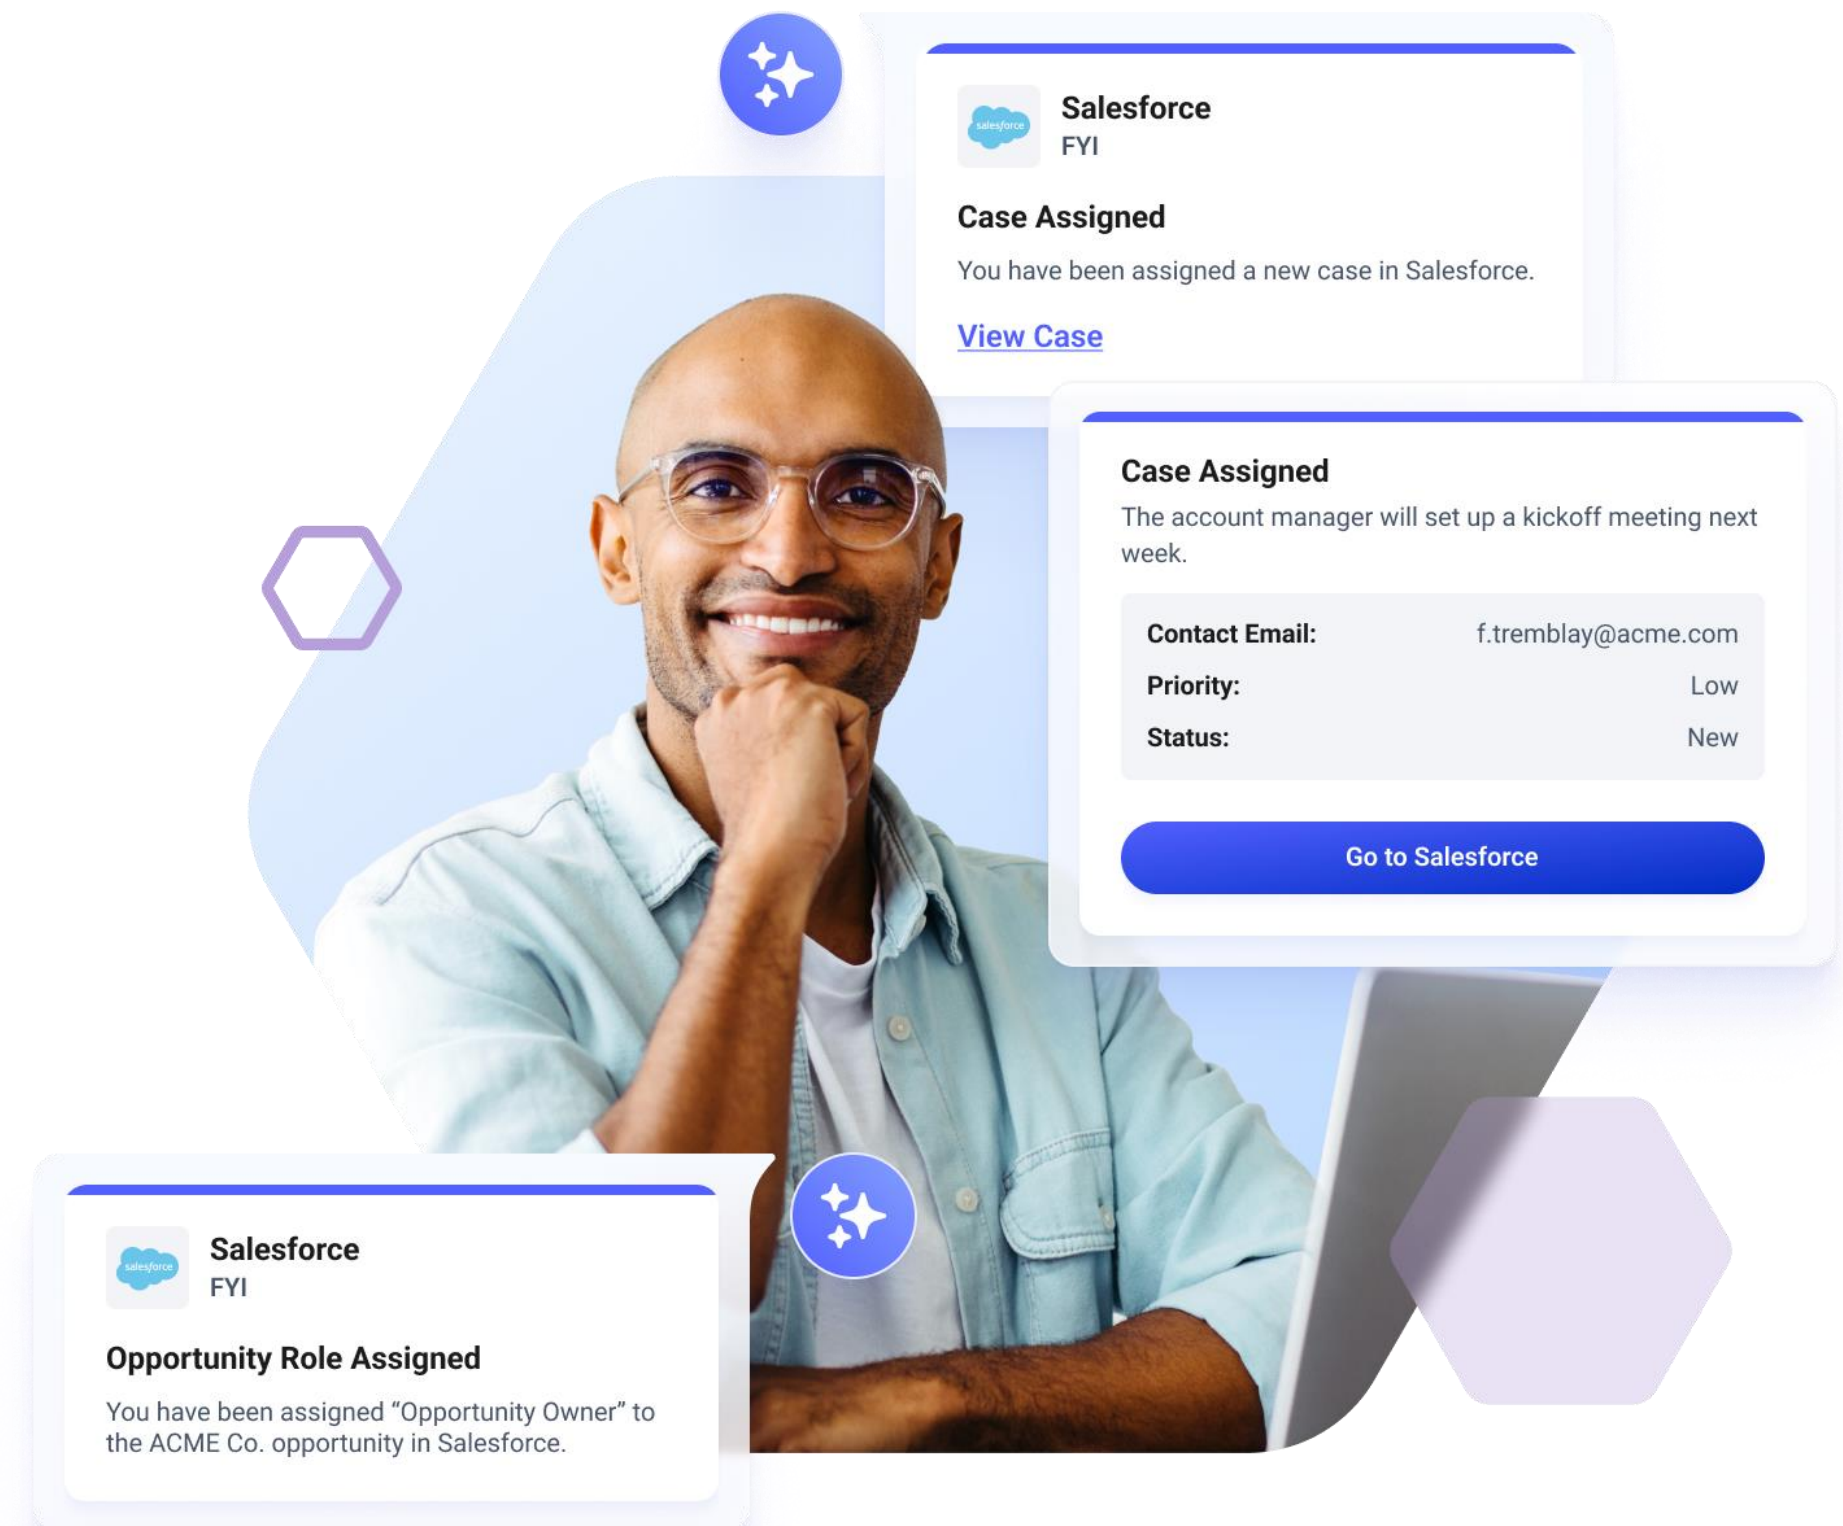 salesforce
Salesforce
FYI
Case Assigned
You have been assigned a new case in Salesforce.
View Case
Case Assigned
The account manager will set up a kickoff meeting next
week.
Contact Email: f.tremblay@acme.com
Priority: Low
Status: New
Go to Salesforce
salesforce
Salesforce
FYI
Opportunity Role Assigned
You have been assigned “Opportunity Owner” to
the ACME Co. opportunity in Salesforce.